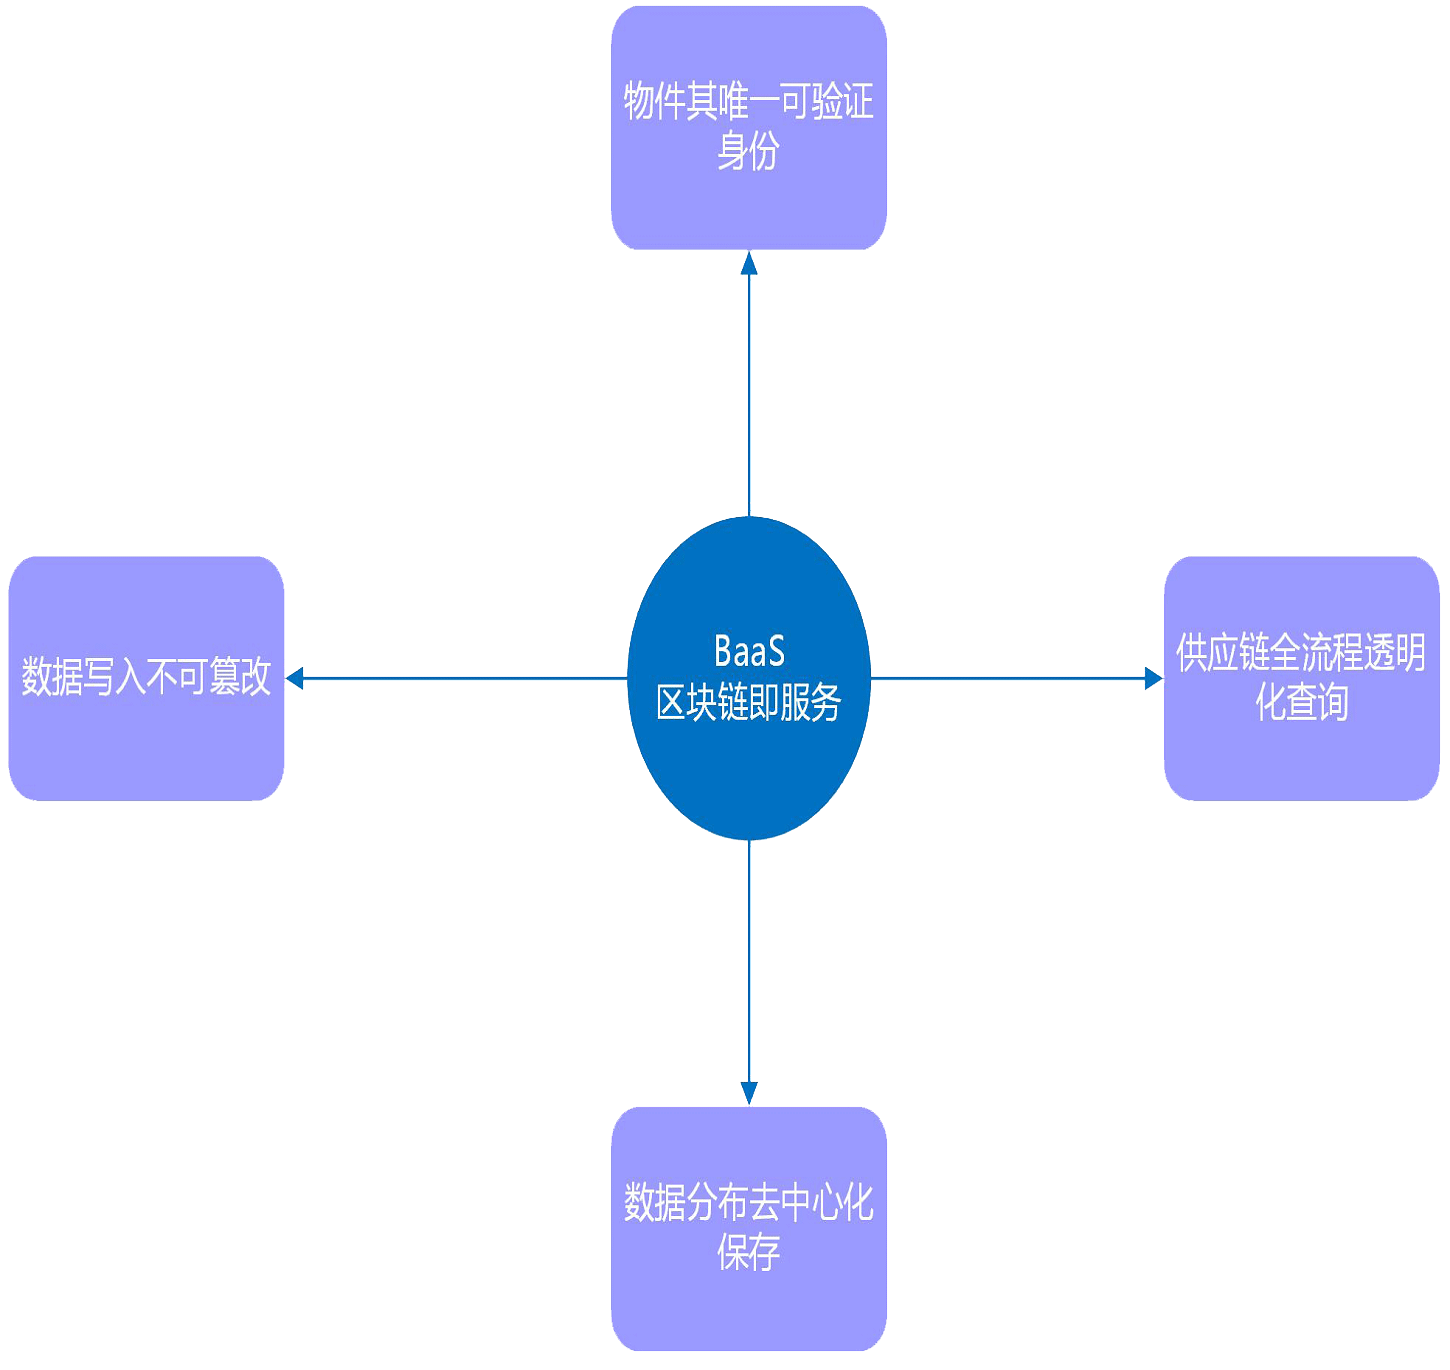 物件其唯一可验证
身份
数据写入不可篡改
BaaS
区块链即服务
供应链全流程透明
化查询
数据分布去中心化
保存